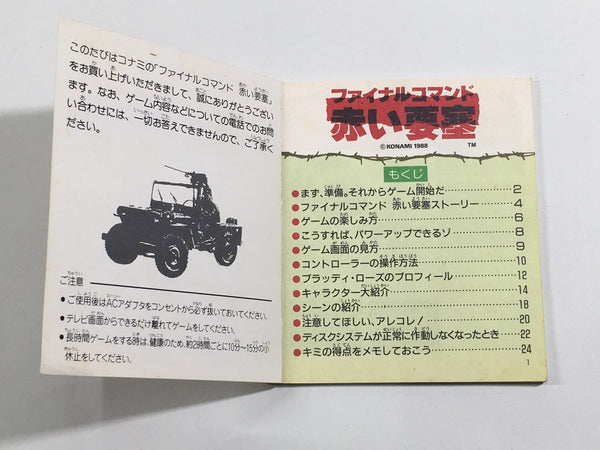 このたびはコナミの「ファイナルコマンド 赤い要塞」
をお買い上げいただきまして、誠にありがとうござい
ます。なお、ゲーム内容などについての電話でのお問
い合わせには、一切お答えできませんので、ご了承く
ださい。
ご注意
●ご使用後はACアダプタをコンセントから必ず抜いておいてください。
●テレビ画面からできるだけ離れてゲームをしてください。
●長時間ゲームをする時は、健康のため、約2時間ごとに10分〜15分の小
休止をしてください。
ファイナルコマンド
赤い要塞
TM
©KONAMI 1988
もくじ
●まず、準備。それからゲーム開始だ 2
●ファイナルコマンド 赤い要塞ストーリー 4
●ゲームの楽しみ方 6
●こうすれば、パワーアップできるゾ 8
●ゲーム画面の見方 9
●コントローラーの操作方法 10
●ブラッディ・ローズのプロフィール 12
●キャラクター大紹介 14
●シーンの紹介 18
●注意してほしい、アレコレ! 20
●ディスクシステムが正常に作動しなくなったとき 22
●キミの得点をメモしておこう 24
1